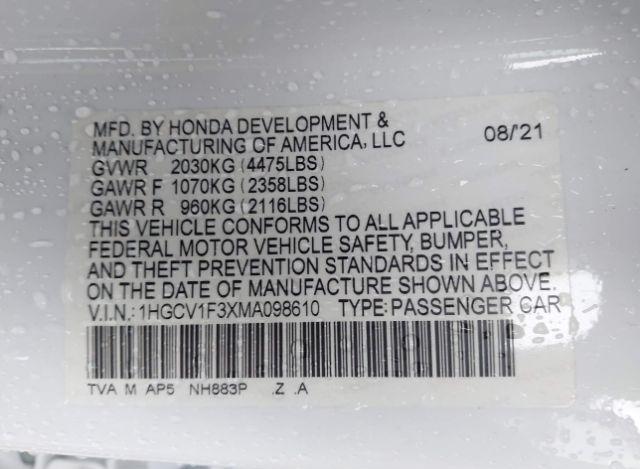 MFD. BY HONDA DEVELOPMENT &
MANUFACTURING OF AMERICA, LLC 08/'21
GVWR 2030KG (4475LBS)
GAWR F 1070KG (2358LBS)
GAWR R 960KG (2116LBS)
THIS VEHICLE CONFORMS TO ALL APPLICABLE
FEDERAL MOTOR VEHICLE SAFETY, BUMPER,
AND THEFT PREVENTION STANDARDS IN EFFECT
ON THE DATE OF MANUFACTURE SHOWN ABOVE.
V.I.N.:1HGCV1F3XMA098610 TYPE:PASSENGER CAR
TVA M AP5 NH883P .Z .A